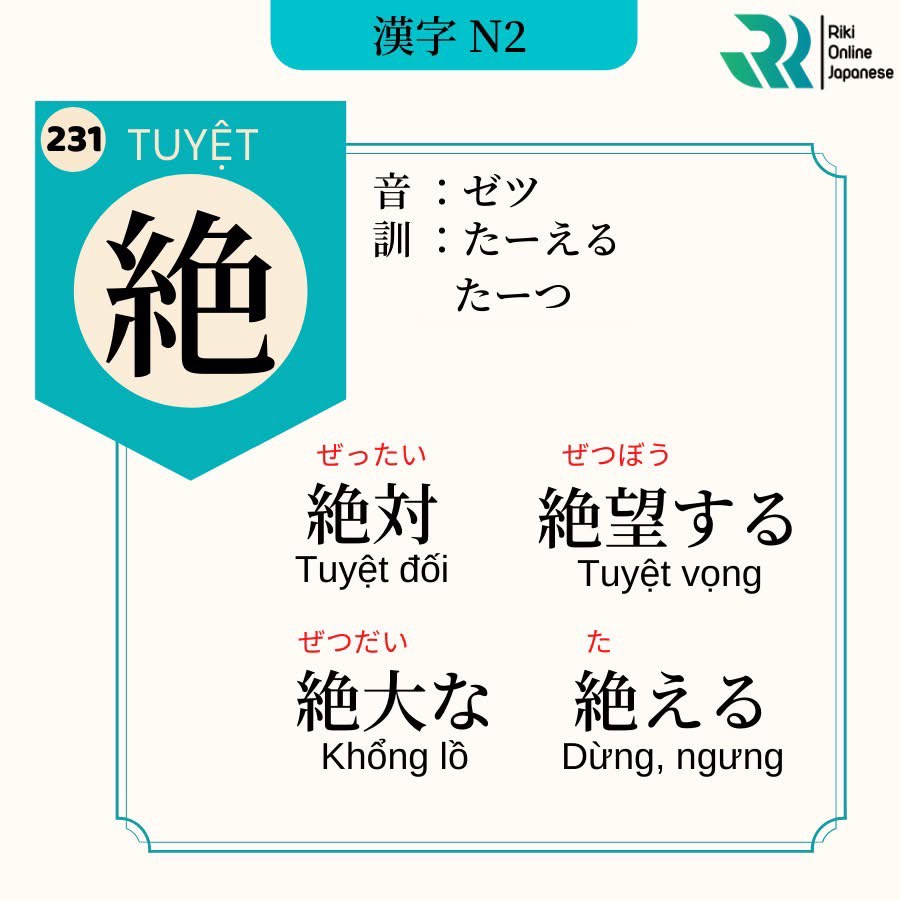 漢字 N2
Riki
Online
Japanese
231
TUYỆT
絶
音 ：ゼツ
訓 ：たーえる
たーつ
ぜったい
絶対
Tuyệt đối
ぜつぼう
絶望する
Tuyệt vọng
ぜつだい
絶大な
Khổng lồ
た
絶える
Dừng, ngưng